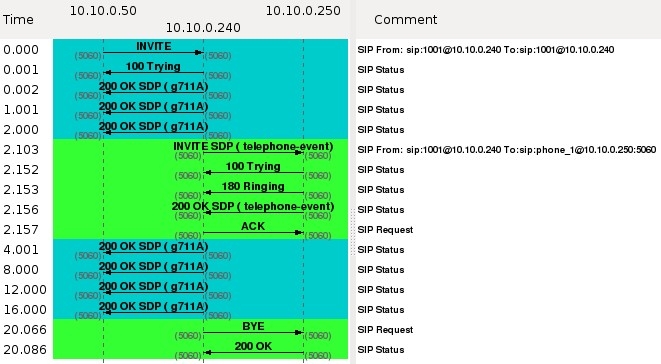 Time 10.10.0.50 10.10.0.240 10.10.0.250 Comment
0.000 INVITE (5060) (5060) SIP From: sip:1001@10.10.0.240 To:sip:1001@10.10.0.240
0.001 100 Trying (5060) (5060) SIP Status
0.002 200 OK SDP ( g711A) (5060) (5060) SIP Status
1.001 200 OK SDP ( g711A) (5060) (5060) SIP Status
2.000 200 OK SDP ( g711A) (5060) (5060) SIP Status
2.103 INVITE SDP ( telephone-event) (5060) (5060) SIP From: sip:1001@10.10.0.240 To:sip:phone_1@10.10.0.250:5060
2.152 100 Trying (5060) (5060) SIP Status
2.153 180 Ringing (5060) (5060) SIP Status
2.156 200 OK SDP ( telephone-event) (5060) (5060) SIP Status
2.157 ACK (5060) (5060) SIP Request
4.001 200 OK SDP ( g711A) (5060) (5060) SIP Status
8.000 200 OK SDP ( g711A) (5060) (5060) SIP Status
12.000 200 OK SDP ( g711A) (5060) (5060) SIP Status
16.000 200 OK SDP ( g711A) (5060) (5060) SIP Status
20.066 BYE (5060) (5060) SIP Request
20.086 200 OK (5060) (5060) SIP Status